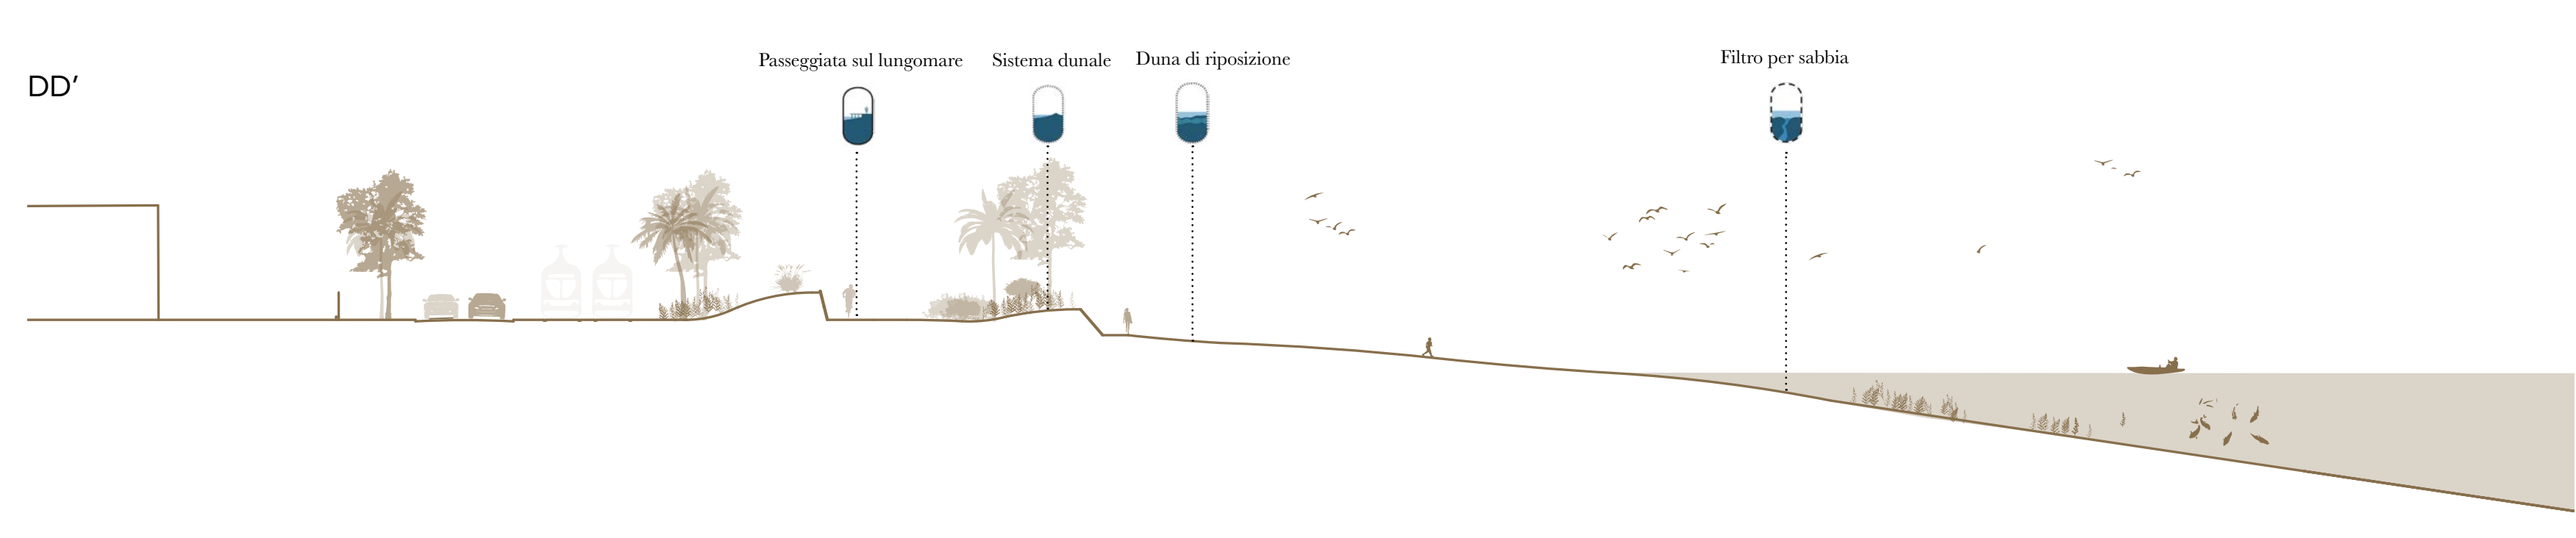 DD'
Passeggiata sul lungomare
Sistema dunale
Duna di riposizione
Filtro per sabbia